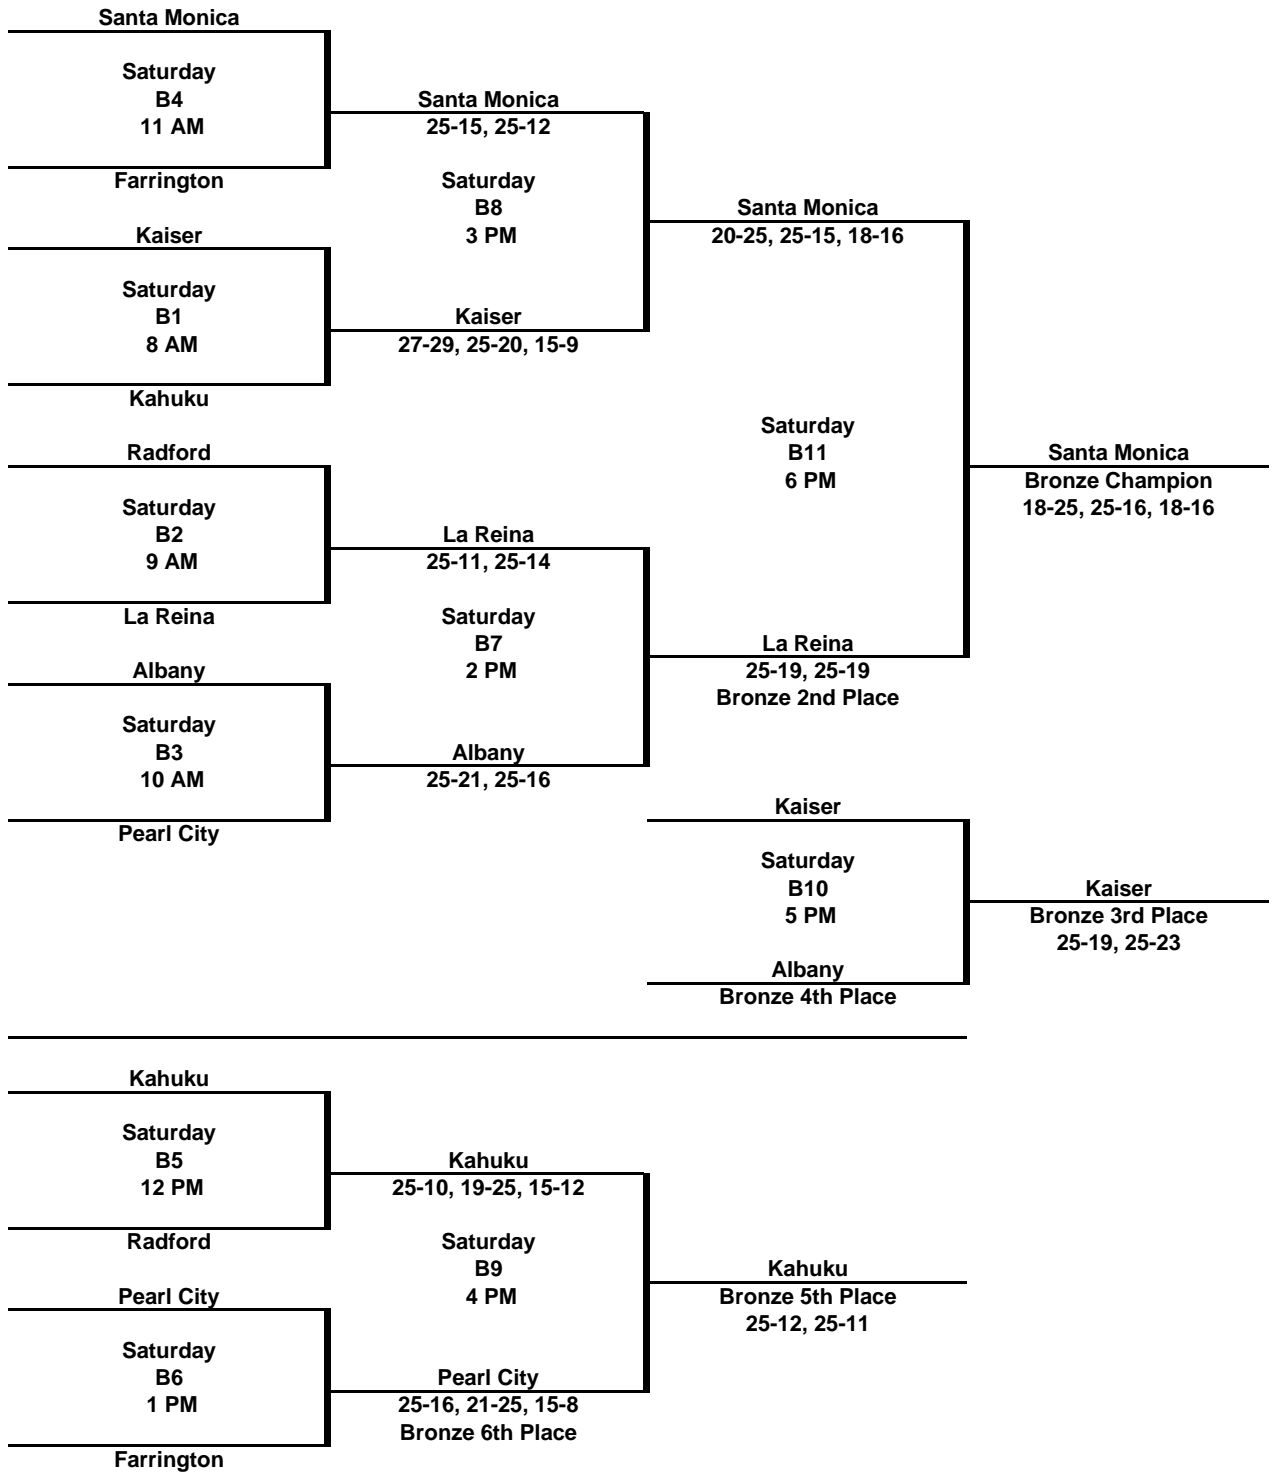 Santa Monica
Saturday
B4
11 AM
Farrington
Santa Monica
25-15, 25-12
Saturday
B8
3 PM
Kaiser
Saturday
B1
8 AM
Kahuku
Kaiser
27-29, 25-20, 15-9
Santa Monica
20-25, 25-15, 18-16
Radford
Saturday
B2
9 AM
La Reina
La Reina
25-11, 25-14
Saturday
B7
2 PM
Albany
Saturday
B3
10 AM
Pearl City
Albany
25-21, 25-16
Saturday
B11
6 PM
La Reina
25-19, 25-19
Bronze 2nd Place
Santa Monica
Bronze Champion
18-25, 25-16, 18-16
Kaiser
Saturday
B10
5 PM
Albany
Bronze 4th Place
Kaiser
Bronze 3rd Place
25-19, 25-23
Kahuku
Saturday
B5
12 PM
Radford
Kahuku
25-10, 19-25, 15-12
Saturday
B9
4 PM
Pearl City
Saturday
B6
1 PM
Farrington
Pearl City
25-16, 21-25, 15-8
Bronze 6th Place
Kahuku
Bronze 5th Place
25-12, 25-11